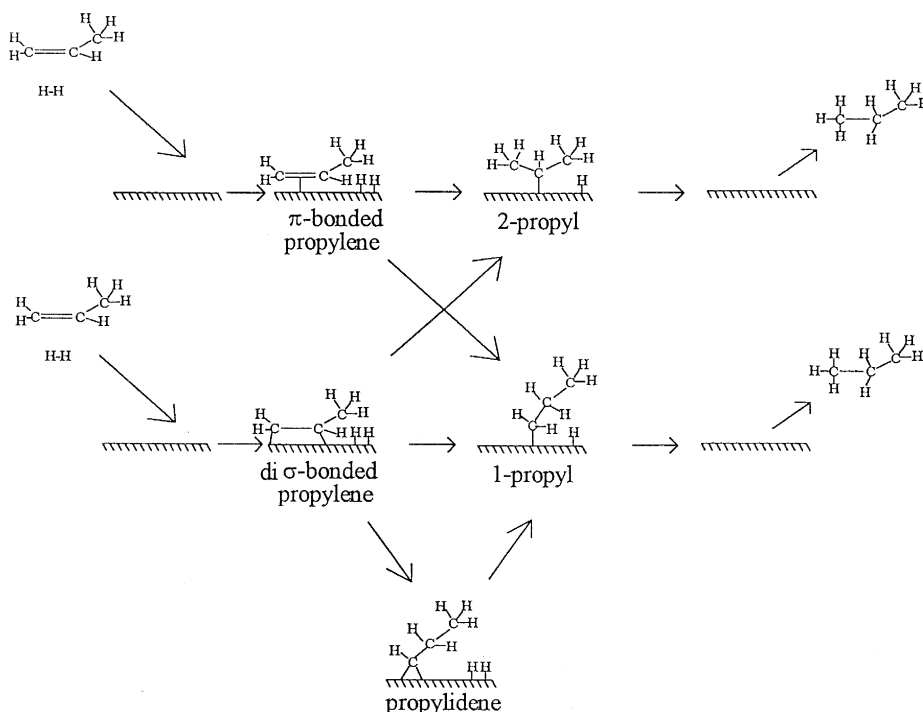 H H
H C H
H C C H
H-H
H H
H C H
H C C H H H
π-bonded
propylene
H H H H
H C C H
C H
2-propyl
H H
H H C H
H C C
H H
H H
H C H
H C C H
H-H
H H
H C H
H C C H H H
di σ-bonded
propylene
H H
H C H
H C H
H C H
1-propyl
H H
H H C H
H C C
H H
H H
H C H
H C H
H C H H
propylidene